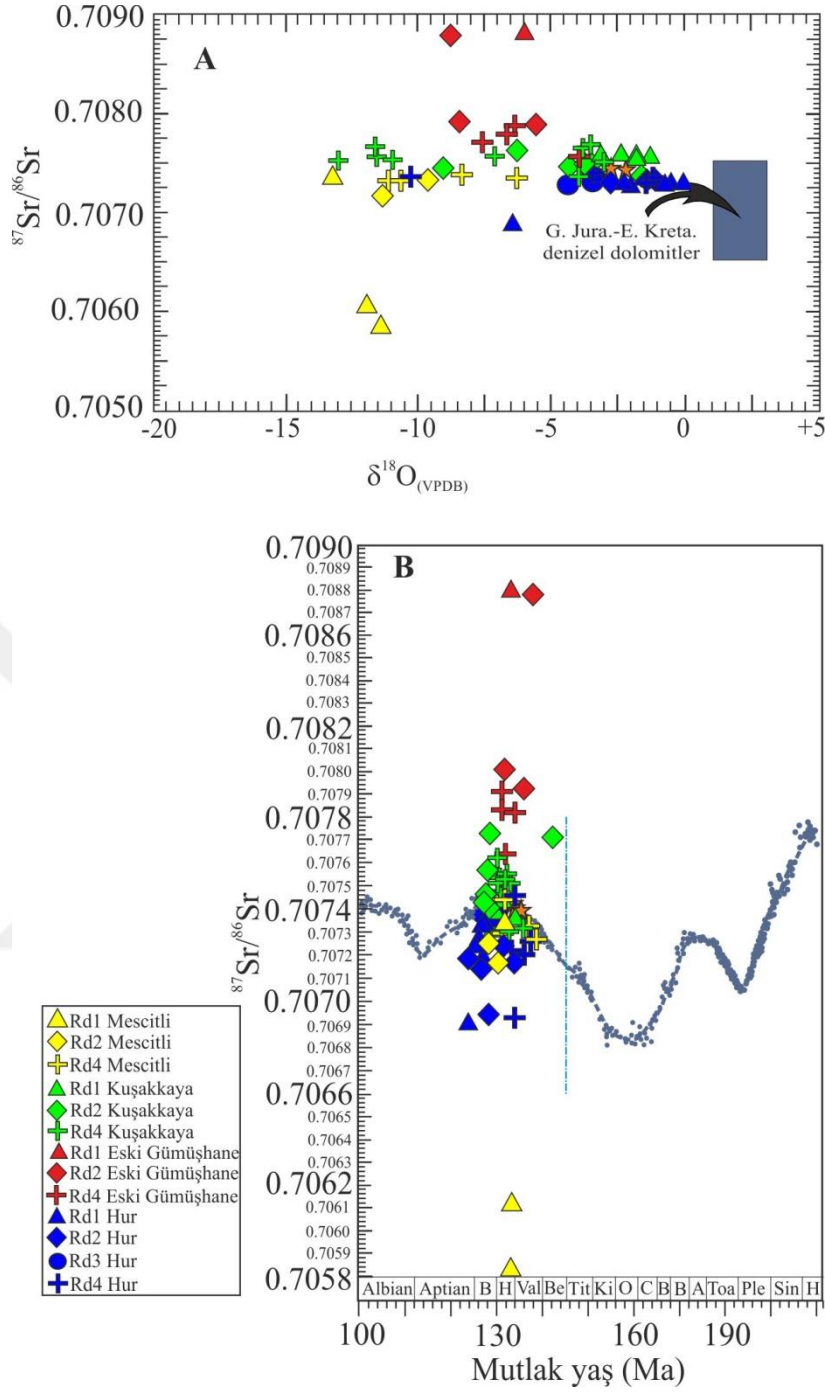 A
0.7090
0.7080
0.7070
0.7060
0.7050
⁸⁷Sr/⁸⁶Sr
G. Jura.-E. Kreta.
denizel dolomitler
-20
-15
-10
-5
0
+5
δ¹⁸O(VPDB)
B
0.7090
0.7089
0.7088
0.7087
0.7086
0.7085
0.7084
0.7083
0.7082
0.7081
0.7080
0.7079
0.7078
0.7077
0.7076
0.7075
0.7074
0.7073
0.7072
0.7071
0.7070
0.7069
0.7068
0.7067
0.7066
0.7065
0.7064
0.7063
0.7062
0.7061
0.7060
0.7059
0.7058
⁸⁷Sr/⁸⁶Sr
Albian Aptian B H Val Be Tit Ki O C B B A Toa Ple Sin H
100 130 160 190
Mutlak yaş (Ma)
Rd1 Mescitli
Rd2 Mescitli
Rd4 Mescitli
Rd1 Kuşakkaya
Rd2 Kuşakkaya
Rd4 Kuşakkaya
Rd1 Eski Gümüşhane
Rd2 Eski Gümüşhane
Rd4 Eski Gümüşhane
Rd1 Hur
Rd2 Hur
Rd3 Hur
Rd4 Hur